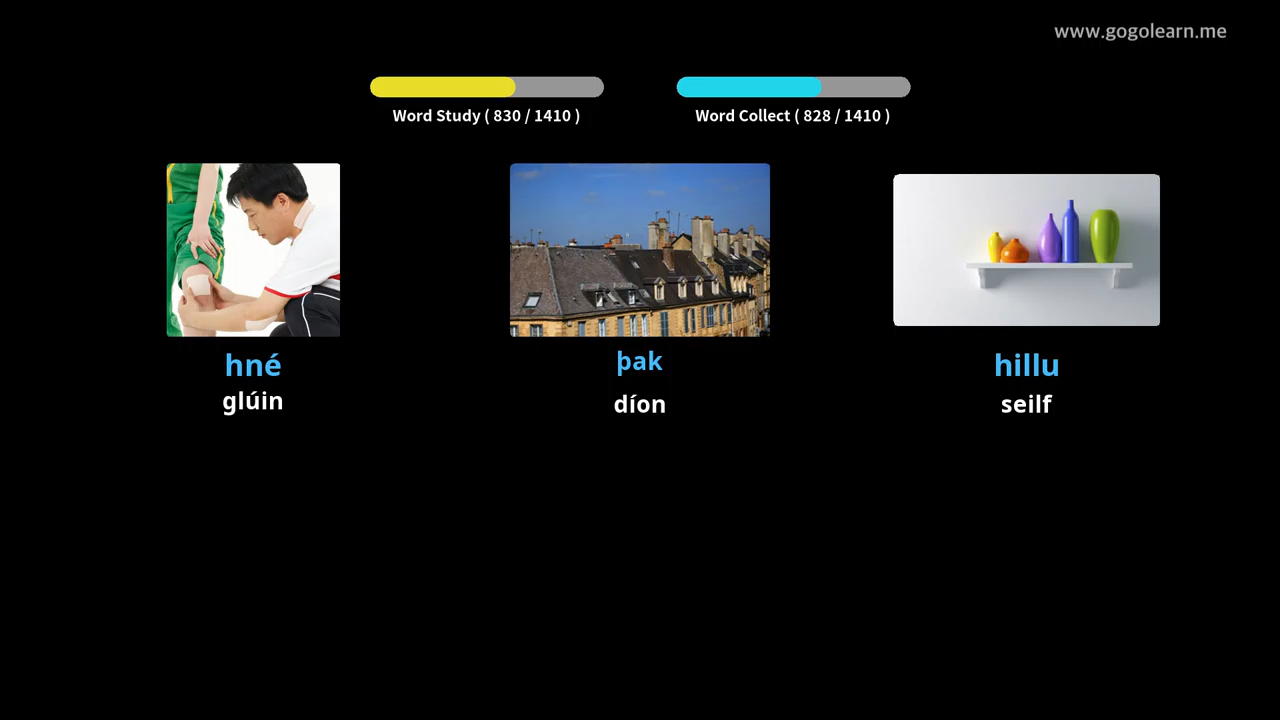 www.gogolearn.me
Word Study ( 830 / 1410 )
Word Collect ( 828 / 1410 )
hné
glúin
þak
díon
hillu
seilf